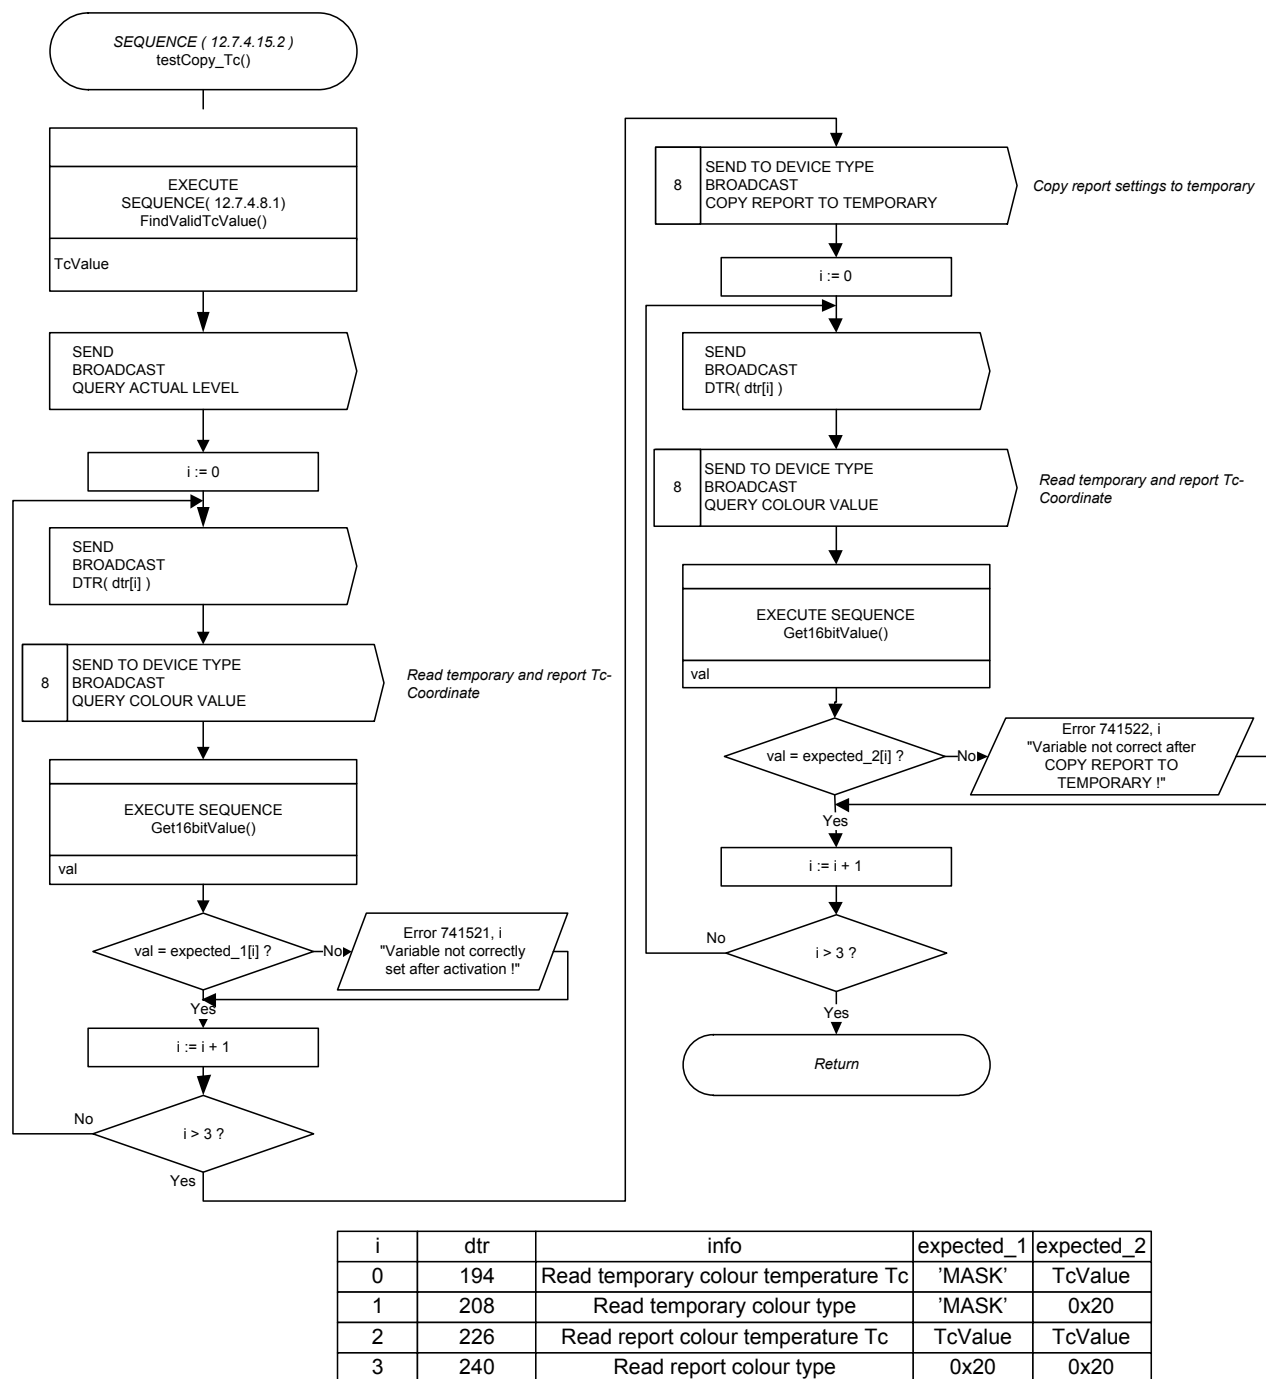 SEQUENCE ( 12.7.4.15.2 )
testCopy_Tc()
EXECUTE
SEQUENCE( 12.7.4.8.1)
FindValidTcValue()
TcValue
SEND
BROADCAST
QUERY ACTUAL LEVEL
i := 0
SEND
BROADCAST
DTR( dtr[i] )
8
SEND TO DEVICE TYPE
BROADCAST
QUERY COLOUR VALUE
Read temporary and report Tc-
Coordinate
EXECUTE SEQUENCE
Get16bitValue()
val
val = expected_1[i] ?
No
Error 741521, i
"Variable not correctly
set after activation !"
Yes
i := i + 1
No
i > 3 ?
Yes
8
SEND TO DEVICE TYPE
BROADCAST
COPY REPORT TO TEMPORARY
Copy report settings to temporary
i := 0
SEND
BROADCAST
DTR( dtr[i] )
8
SEND TO DEVICE TYPE
BROADCAST
QUERY COLOUR VALUE
Read temporary and report Tc-
Coordinate
EXECUTE SEQUENCE
Get16bitValue()
val
val = expected_2[i] ?
No
Error 741522, i
"Variable not correct after
COPY REPORT TO
TEMPORARY !"
Yes
i := i + 1
No
i > 3 ?
Yes
Return
i dtr info expected_1 expected_2
0 194 Read temporary colour temperature Tc 'MASK' TcValue
1 208 Read temporary colour type 'MASK' 0x20
2 226 Read report colour temperature Tc TcValue TcValue
3 240 Read report colour type 0x20 0x20